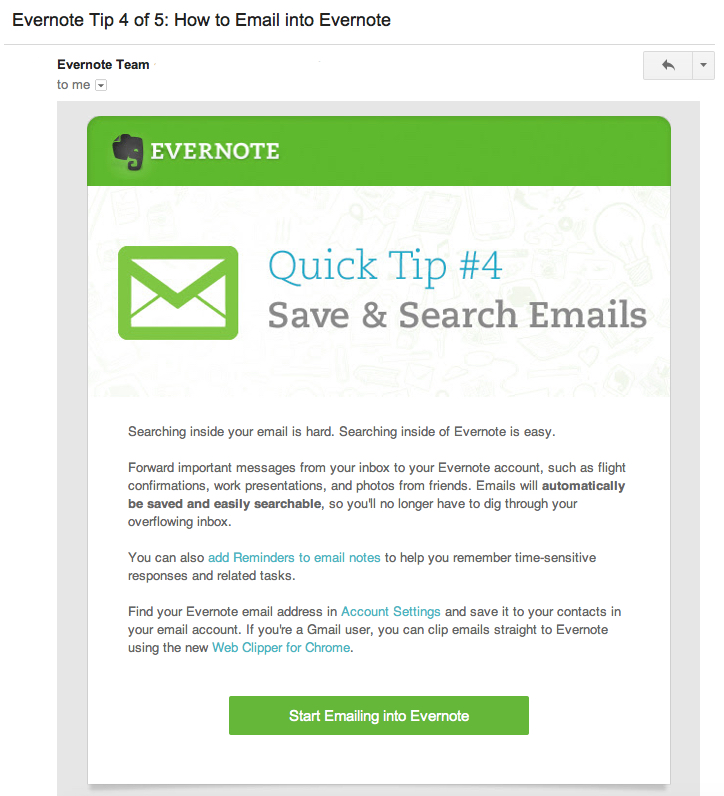 Evernote Tip 4 of 5: How to Email into Evernote
Evernote Team
to me
EVERNOTE
Quick Tip #4
Save & Search Emails
Searching inside your email is hard. Searching inside of Evernote is easy.
Forward important messages from your inbox to your Evernote account, such as flight
confirmations, work presentations, and photos from friends. Emails will automatically
be saved and easily searchable, so you'll no longer have to dig through your
overflowing inbox.
You can also add Reminders to email notes to help you remember time-sensitive
responses and related tasks.
Find your Evernote email address in Account Settings and save it to your contacts in
your email account. If you're a Gmail user, you can clip emails straight to Evernote
using the new Web Clipper for Chrome.
Start Emailing into Evernote